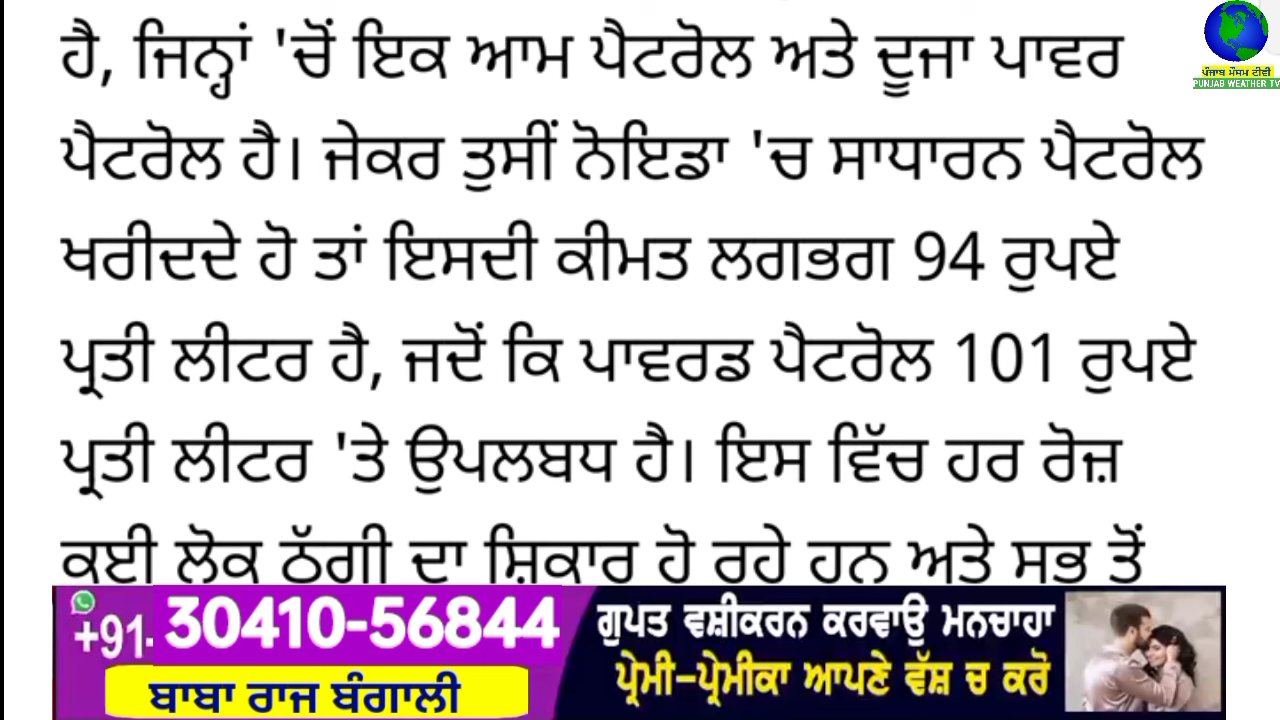 ਹੈ, ਜਿਨ੍ਹਾਂ 'ਚੋਂ ਇਕ ਆਮ ਪੈਟਰੋਲ ਅਤੇ ਦੂਜਾ ਪਾਵਰ
ਪੈਟਰੋਲ ਹੈ। ਜੇਕਰ ਤੁਸੀਂ ਨੋਇਡਾ 'ਚ ਸਾਧਾਰਨ ਪੈਟਰੋਲ
ਖਰੀਦਦੇ ਹੋ ਤਾਂ ਇਸਦੀ ਕੀਮਤ ਲਗਭਗ 94 ਰੁਪਏ
ਪ੍ਰਤੀ ਲੀਟਰ ਹੈ, ਜਦੋਂ ਕਿ ਪਾਵਰਡ ਪੈਟਰੋਲ 101 ਰੁਪਏ
ਪ੍ਰਤੀ ਲੀਟਰ 'ਤੇ ਉਪਲਬਧ ਹੈ। ਇਸ ਵਿੱਚ ਹਰ ਰੋਜ਼
ਕਈ ਲੋਕ ਠੱਗੀ ਦਾ ਸ਼ਿਕਾਰ ਹੋ ਰਹੇ ਹਨ ਅਤੇ ਸਭ ਤੋਂ
ਪੰਜਾਬ ਮੌਸਮ ਟੀਵੀ
PUNJAB WEATHER TV
+91. 30410-56844
ਬਾਬਾ ਰਾਜ ਬੰਗਾਲੀ
ਗੁਪਤ ਵਸ਼ੀਕਰਨ ਕਰਵਾਉ ਮਨਚਾਹਾ
ਪ੍ਰੇਮੀ-ਪ੍ਰੇਮੀਕਾ ਆਪਣੇ ਵੱਸ਼ ਚ ਕਰੋ